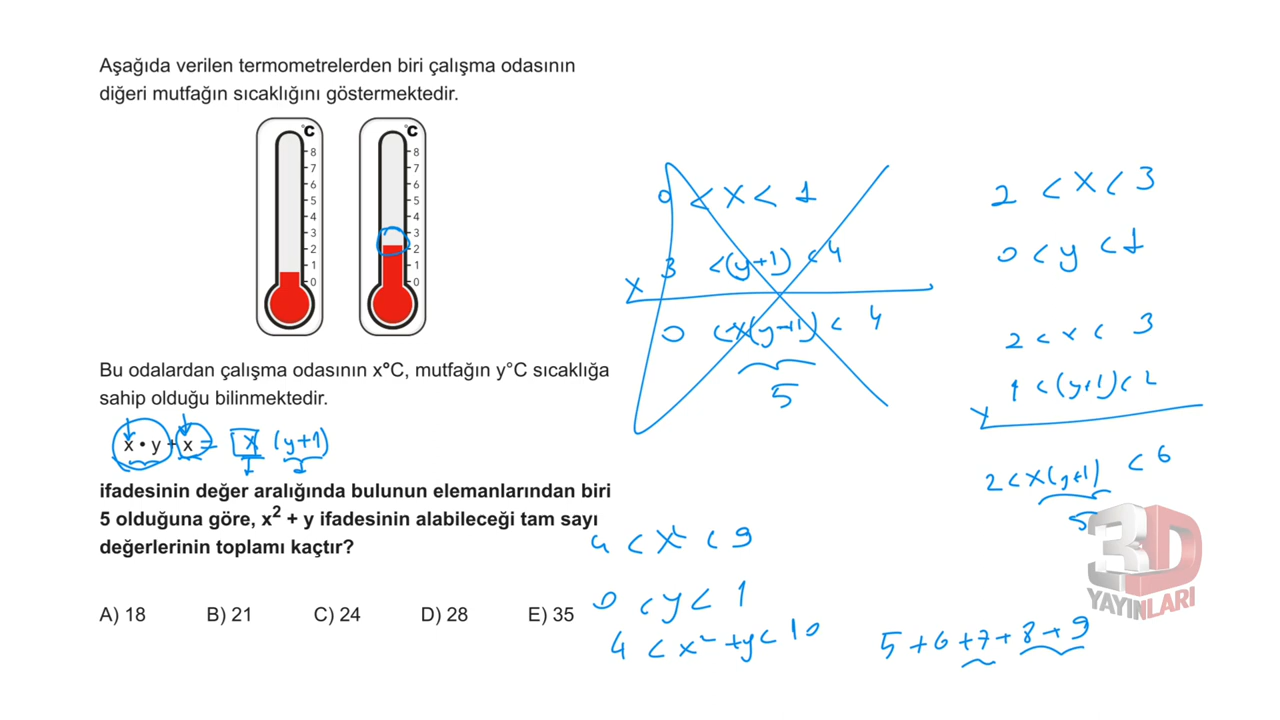 Aşağıda verilen termometrelerden biri çalışma odasının
diğeri mutfağın sıcaklığını göstermektedir.
°C
8
7
6
5
4
3
2
1
0
°C
8
7
6
5
4
3
2
1
0
Bu odalardan çalışma odasının x°C, mutfağın y°C sıcaklığa
sahip olduğu bilinmektedir.
x • y + x = x (y+1)
ifadesinin değer aralığında bulunun elemanlarından biri
5 olduğuna göre, x² + y ifadesinin alabileceği tam sayı
değerlerinin toplamı kaçtır?
A) 18 B) 21 C) 24 D) 28 E) 35
0 < x < 1
3 < (y+1) < 4
x
0 < x(y+1) < 4
5
2 < x < 3
0 < y < 1
2 < x < 3
1 < (y+1) < 2
x
2 < x(y+1) < 6
5
4 < x² < 9
0 < y < 1
4 < x² + y < 10
5 + 6 + 7 + 8 + 9
3D
YAYINLARI